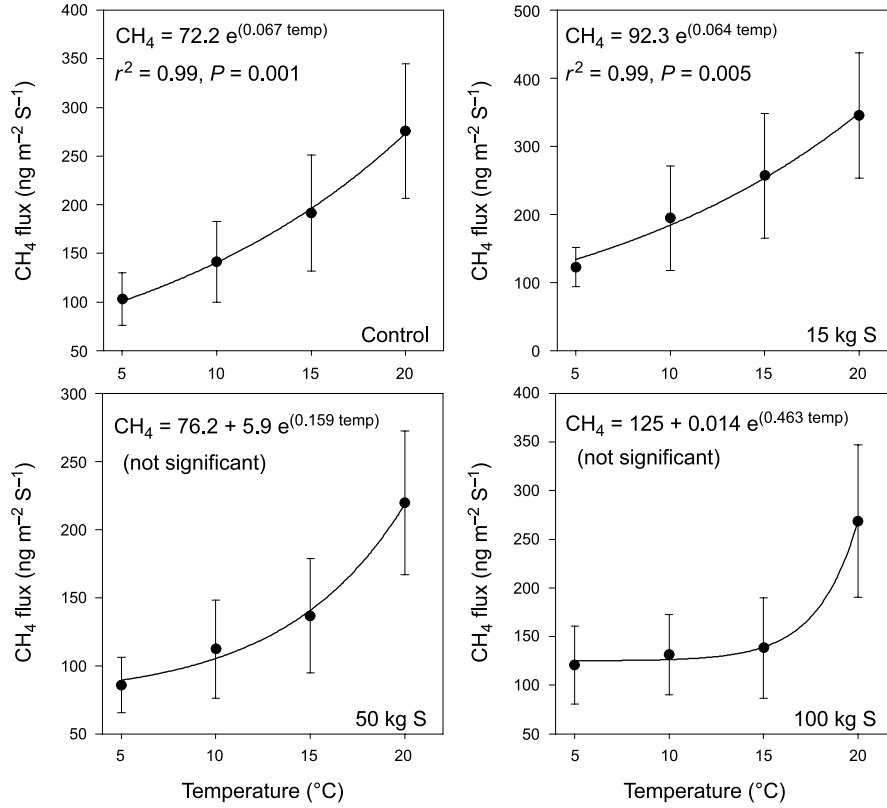 CH₄ = 72.2 e^(0.067 temp)
r² = 0.99, P = 0.001
CH₄ flux (ng m⁻² S⁻¹)
400
350
300
250
200
150
100
50
5 10 15 20
Control
CH₄ = 92.3 e^(0.064 temp)
r² = 0.99, P = 0.005
CH₄ flux (ng m⁻² S⁻¹)
500
400
300
200
100
0
5 10 15 20
15 kg S
CH₄ = 76.2 + 5.9 e^(0.159 temp)
(not significant)
CH₄ flux (ng m⁻² S⁻¹)
300
250
200
150
100
50
5 10 15 20
50 kg S
Temperature (°C)
CH₄ = 125 + 0.014 e^(0.463 temp)
(not significant)
CH₄ flux (ng m⁻² S⁻¹)
400
350
300
250
200
150
100
50
5 10 15 20
100 kg S
Temperature (°C)